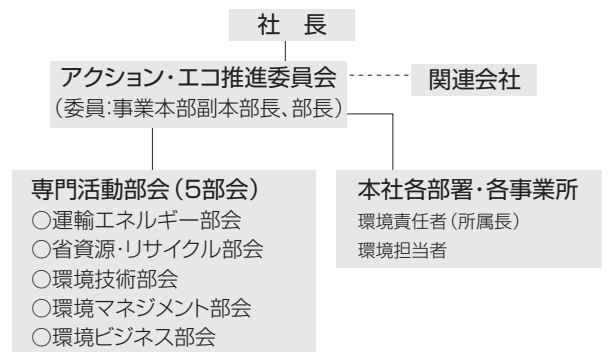 社 長
アクション・エコ推進委員会
(委員:事業本部副本部長、部長)
関連会社
専門活動部会(5部会)
○運輸エネルギー部会
○省資源・リサイクル部会
○環境技術部会
○環境マネジメント部会
○環境ビジネス部会
本社各部署・各事業所
環境責任者(所属長)
環境担当者